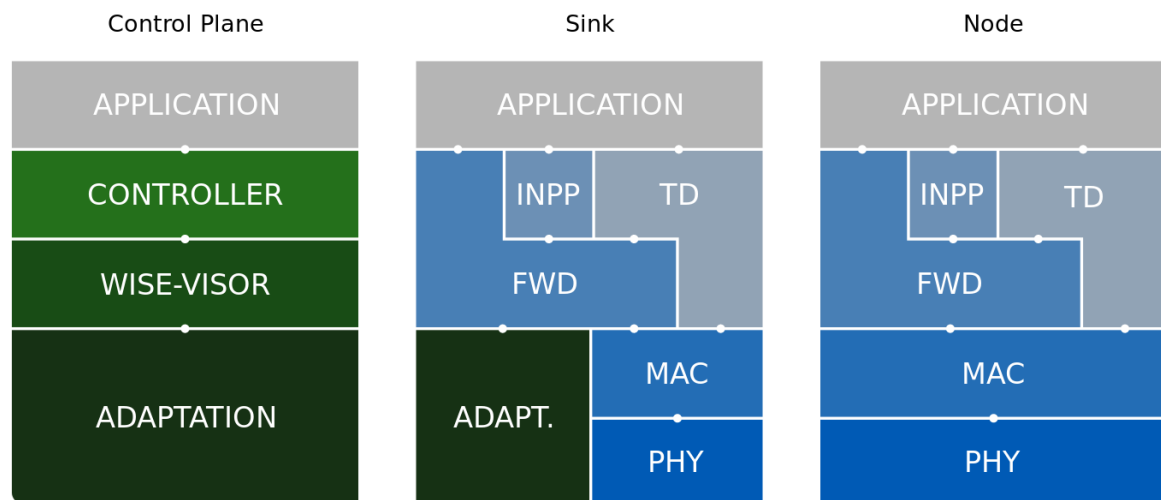 Control Plane
Sink
Node
APPLICATION
CONTROLLER
WISE-VISOR
ADAPTATION
APPLICATION
INPP
TD
FWD
ADAPT.
MAC
PHY
APPLICATION
INPP
TD
FWD
MAC
PHY